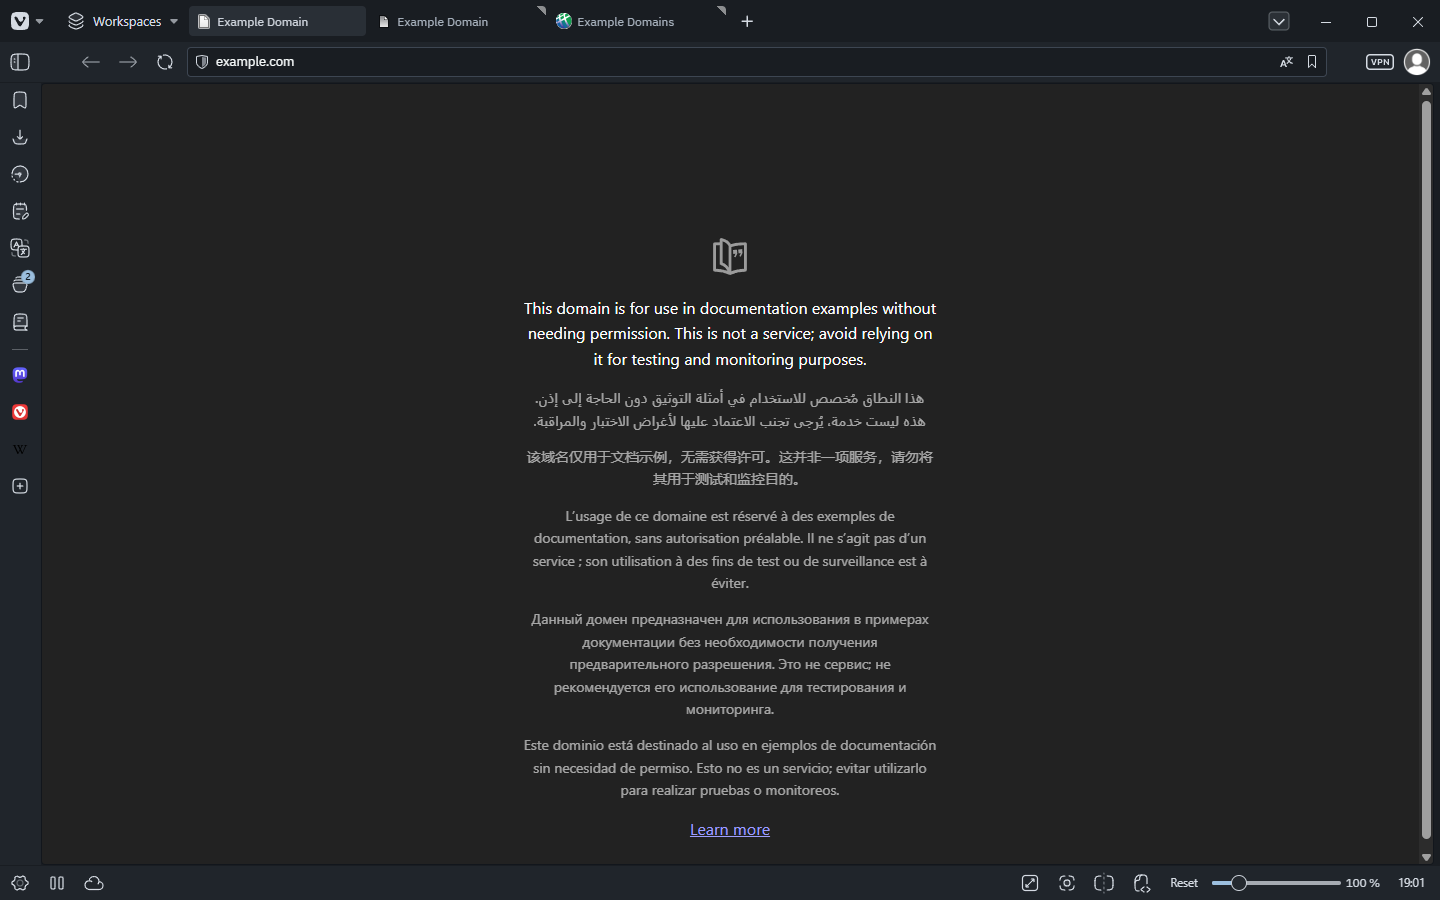 Workspaces
Example Domain
Example Domain
Example Domains
example.com
VPN
2
This domain is for use in documentation examples without
needing permission. This is not a service; avoid relying on
it for testing and monitoring purposes.
هذا النطاق مُخصص للاستخدام في أمثلة التوثيق دون الحاجة إلى إذن.
هذه ليست خدمة، يُرجى تجنب الاعتماد عليها لأغراض الاختبار والمراقبة.
该域名仅用于文档示例，无需获得许可。这并非一项服务，请勿将
其用于测试和监控目的。
L’usage de ce domaine est réservé à des exemples de
documentation, sans autorisation préalable. Il ne s’agit pas d’un
service ; son utilisation à des fins de test ou de surveillance est à
éviter.
Данный домен предназначен для использования в примерах
документации без необходимости получения
предварительного разрешения. Это не сервис; не
рекомендуется его использование для тестирования и
мониторинга.
Este dominio está destinado al uso en ejemplos de documentación
sin necesidad de permiso. Esto no es un servicio; evitar utilizarlo
para realizar pruebas o monitoreos.
Learn more
W
Reset
100 %
19:01